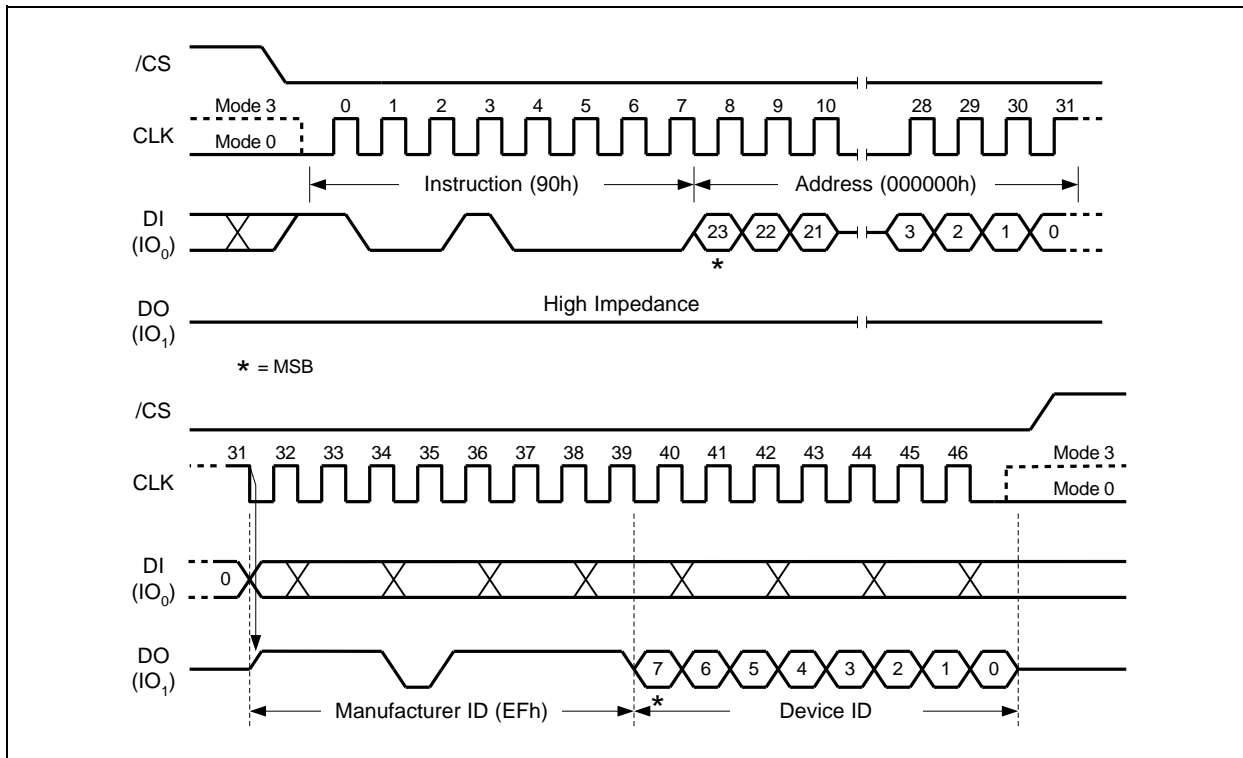 /CS
Mode 3
0 1 2 3 4 5 6 7 8 9 10 28 29 30 31
CLK
Mode 0
Instruction (90h) Address (000000h)
DI
(IO0)
23 22 21 3 2 1 0
*
High Impedance
DO
(IO1)
* = MSB
/CS
31 32 33 34 35 36 37 38 39 40 41 42 43 44 45 46
Mode 3
CLK
Mode 0
DI
(IO0)
0
DO
(IO1)
7 6 5 4 3 2 1 0
*
Manufacturer ID (EFh) Device ID